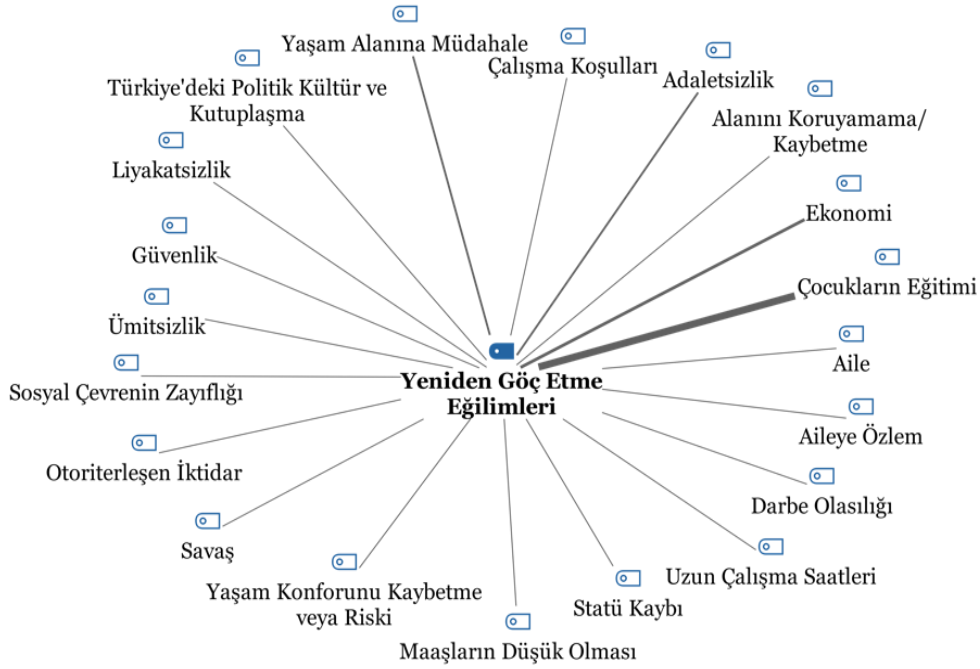 Yaşam Alanına Müdahale
Çalışma Koşulları
Adaletsizlik
Türkiye'deki Politik Kültür ve
Kutuplaşma
Alanını Koruyamama/
Kaybetme
Liyakatsizlik
Ekonomi
Güvenlik
Çocukların Eğitimi
Ümitsizlik
Aile
Yeniden Göç Etme
Eğilimleri
Sosyal Çevrenin Zayıflığı
Aileye Özlem
Otoriterleşen İktidar
Darbe Olasılığı
Savaş
Uzun Çalışma Saatleri
Yaşam Konforunu Kaybetme
veya Riski
Statü Kaybı
Maaşların Düşük Olması